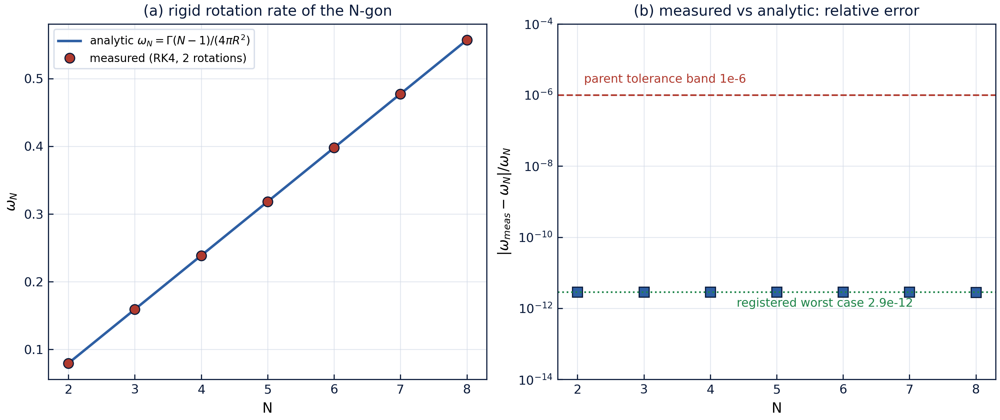 (a) rigid rotation rate of the N-gon
analytic ω_N = Γ(N − 1)/(4πR²)
measured (RK4, 2 rotations)
ω_N
0.5
0.4
0.3
0.2
0.1
2 3 4 5 6 7 8
N
(b) measured vs analytic: relative error
|ω_meas − ω_N|/ω_N
10⁻⁴
10⁻⁶
10⁻⁸
10⁻¹⁰
10⁻¹²
10⁻¹⁴
parent tolerance band 1e-6
registered worst case 2.9e-12
2 3 4 5 6 7 8
N